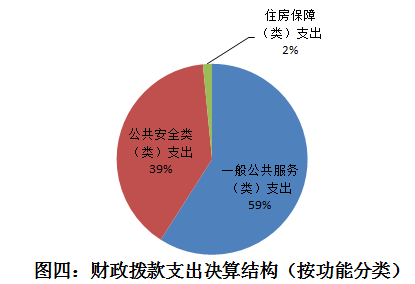 住房保障
（类）支出
2%
公共安全类
（类）支出
39%
一般公共服务
（类）支出
59%
图四：财政拨款支出决算结构（按功能分类）